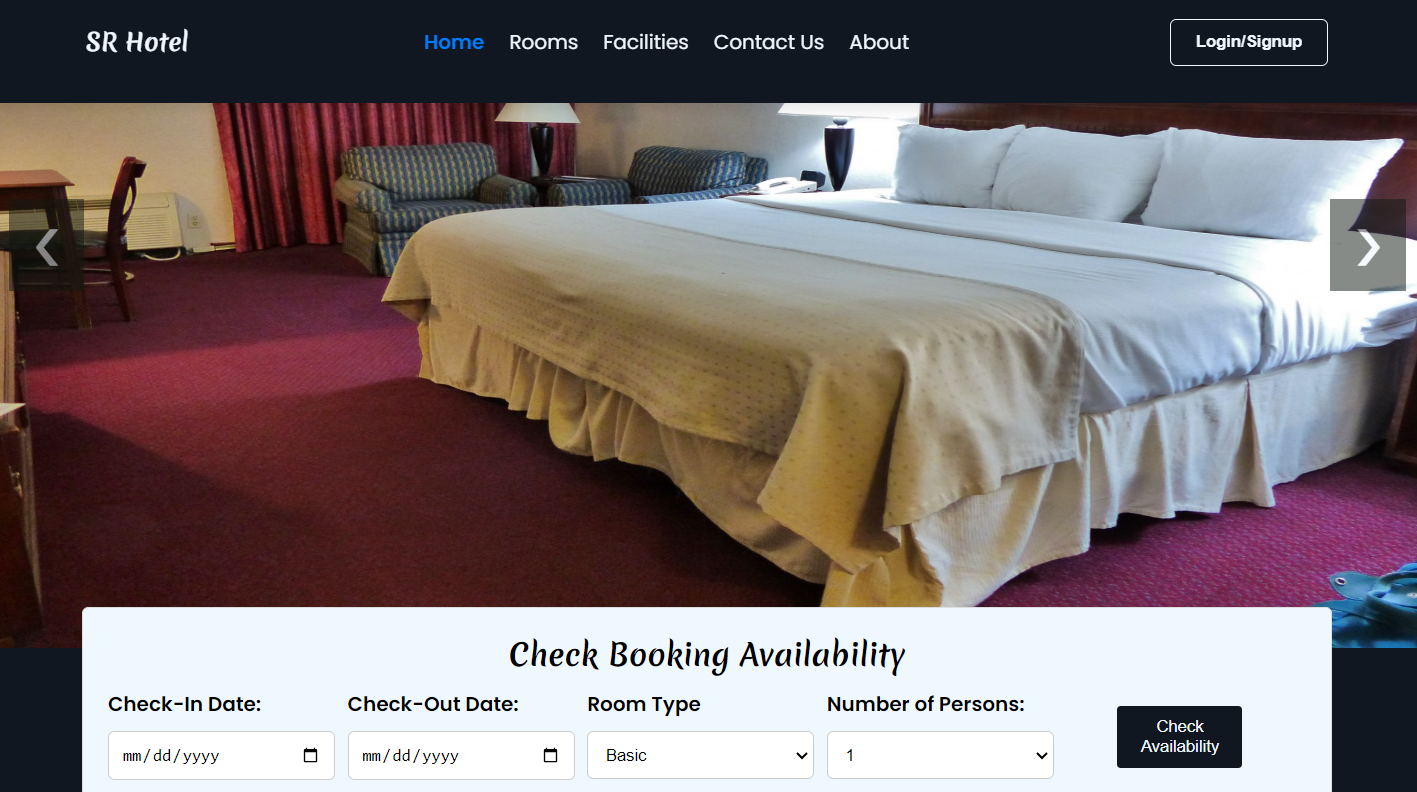 SR Hotel
Home Rooms Facilities Contact Us About
Login/Signup
❮ ❯
Check Booking Availability
Check-In Date: Check-Out Date: Room Type Number of Persons:
mm/dd/yyyy mm/dd/yyyy Basic 1
Check
Availability